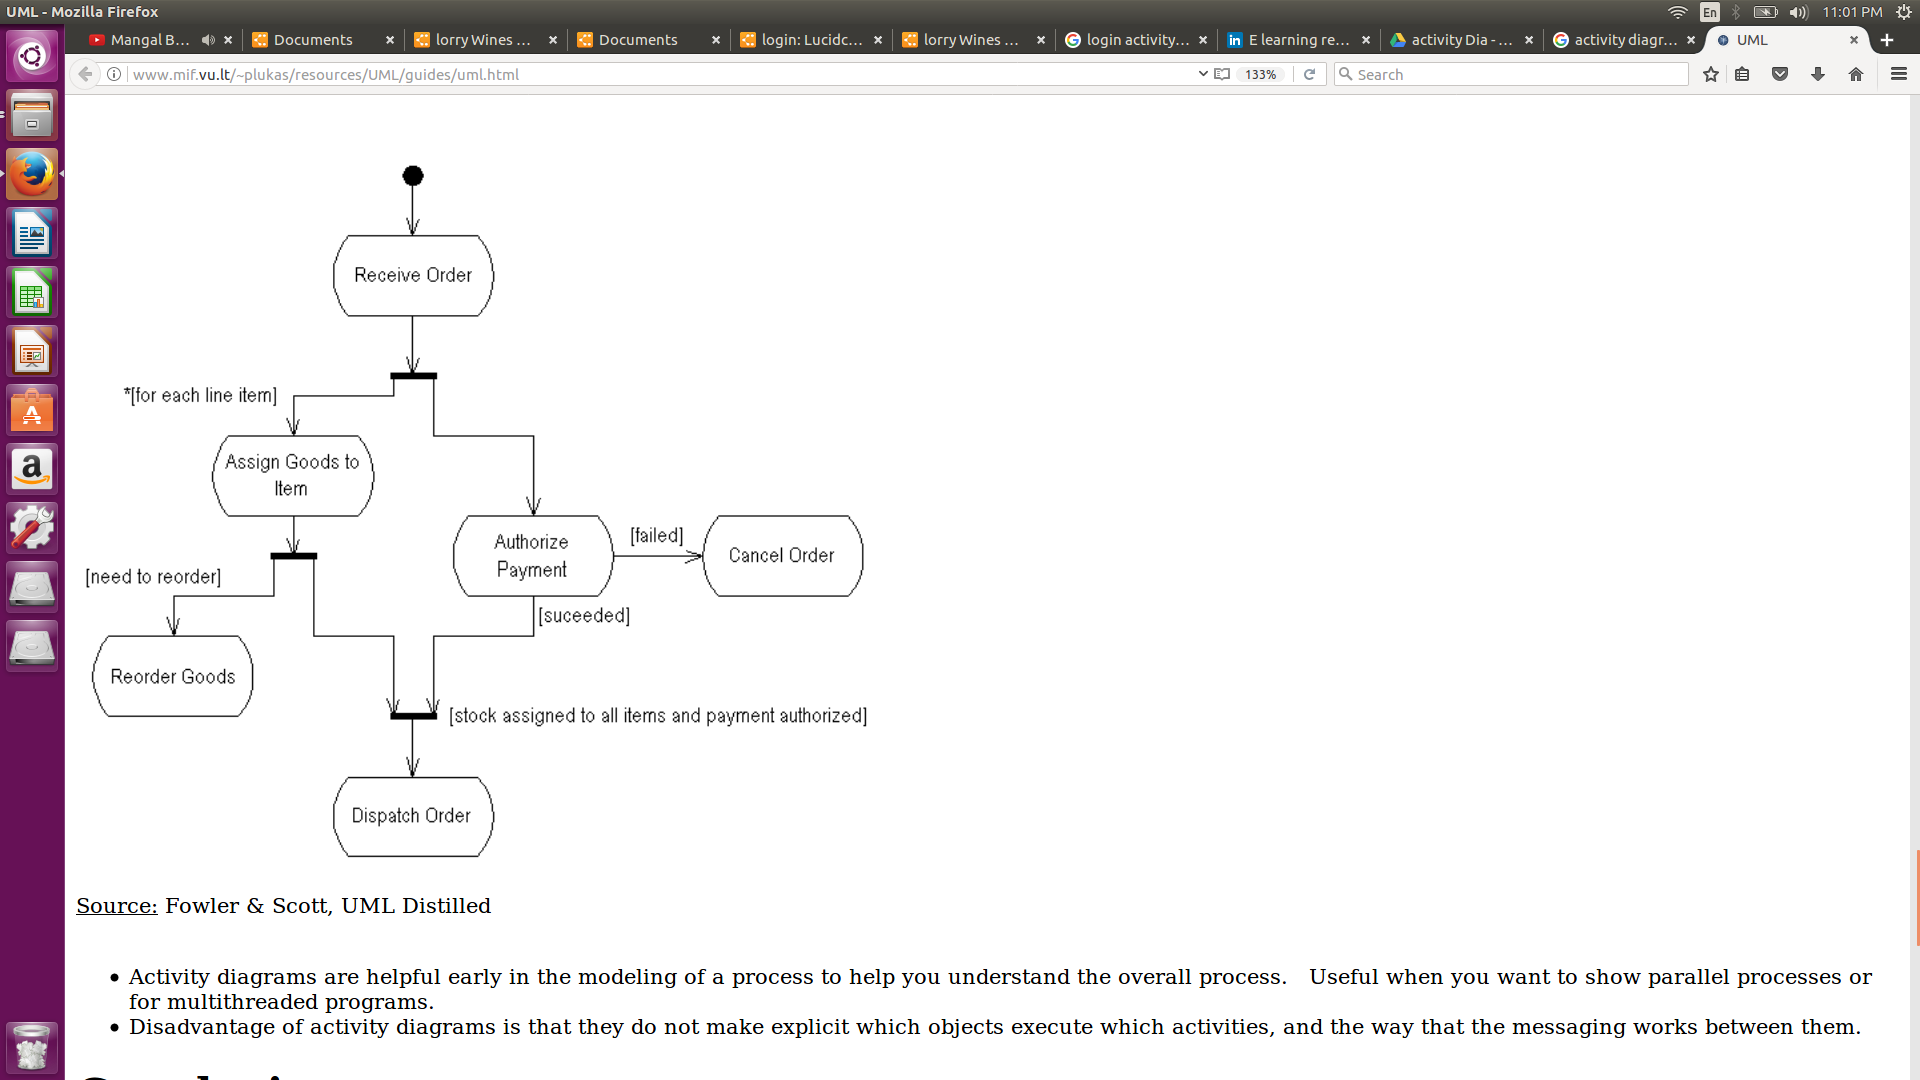 UML - Mozilla Firefox
En
11:01 PM
Mangal B...
Documents
lorry Wines ...
Documents
login: Lucidc...
lorry Wines ...
login activity...
E learning re...
activity Dia - ...
activity diagr...
UML
www.mif.vu.lt/~plukas/resources/UML/guides/uml.html
133%
Search
Receive Order
*[for each line item]
Assign Goods to
Item
Authorize
Payment
[failed]
Cancel Order
[need to reorder]
[suceeded]
Reorder Goods
[stock assigned to all items and payment authorized]
Dispatch Order
Source: Fowler & Scott, UML Distilled
• Activity diagrams are helpful early in the modeling of a process to help you understand the overall process. Useful when you want to show parallel processes or
for multithreaded programs.
• Disadvantage of activity diagrams is that they do not make explicit which objects execute which activities, and the way that the messaging works between them.